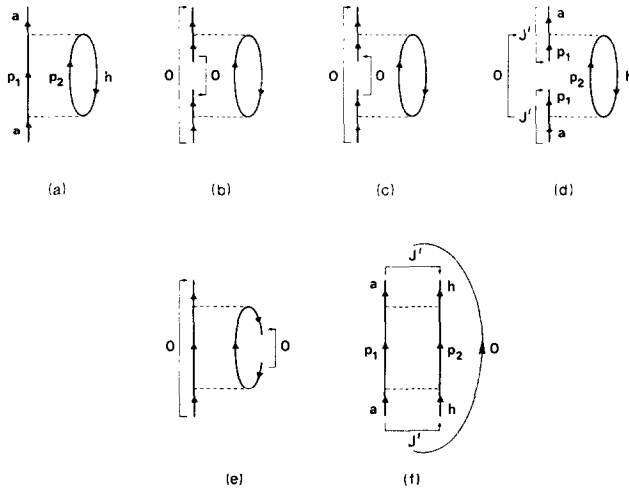 a
p₁ p₂ h
a
(a)
O O
(b)
O O
(c)
a
J'
p₁
O p₂ h
p₁
J'
a
(d)
O O
(e)
J'
a h
p₁ p₂ O
a h
J'
(f)